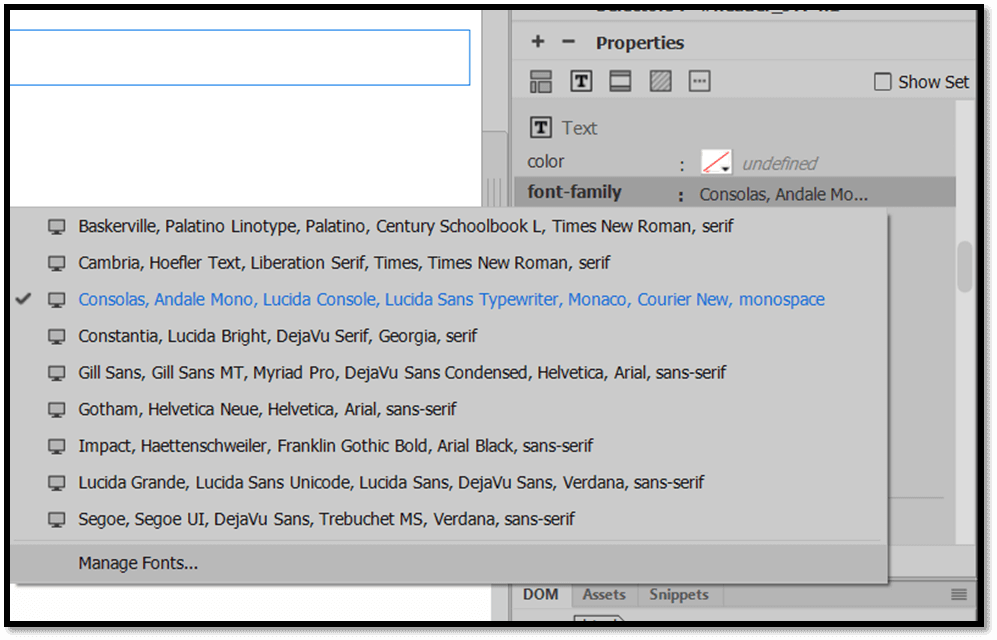 Properties
Show Set
Text
color : undefined
font-family : Consolas, Andale Mo...
Baskerville, Palatino Linotype, Palatino, Century Schoolbook L, Times New Roman, serif
Cambria, Hoefler Text, Liberation Serif, Times, Times New Roman, serif
Consolas, Andale Mono, Lucida Console, Lucida Sans Typewriter, Monaco, Courier New, monospace
Constantia, Lucida Bright, DejaVu Serif, Georgia, serif
Gill Sans, Gill Sans MT, Myriad Pro, DejaVu Sans Condensed, Helvetica, Arial, sans-serif
Gotham, Helvetica Neue, Helvetica, Arial, sans-serif
Impact, Haettenschweiler, Franklin Gothic Bold, Arial Black, sans-serif
Lucida Grande, Lucida Sans Unicode, Lucida Sans, DejaVu Sans, Verdana, sans-serif
Segoe, Segoe UI, DejaVu Sans, Trebuchet MS, Verdana, sans-serif
Manage Fonts...
DOM Assets Snippets